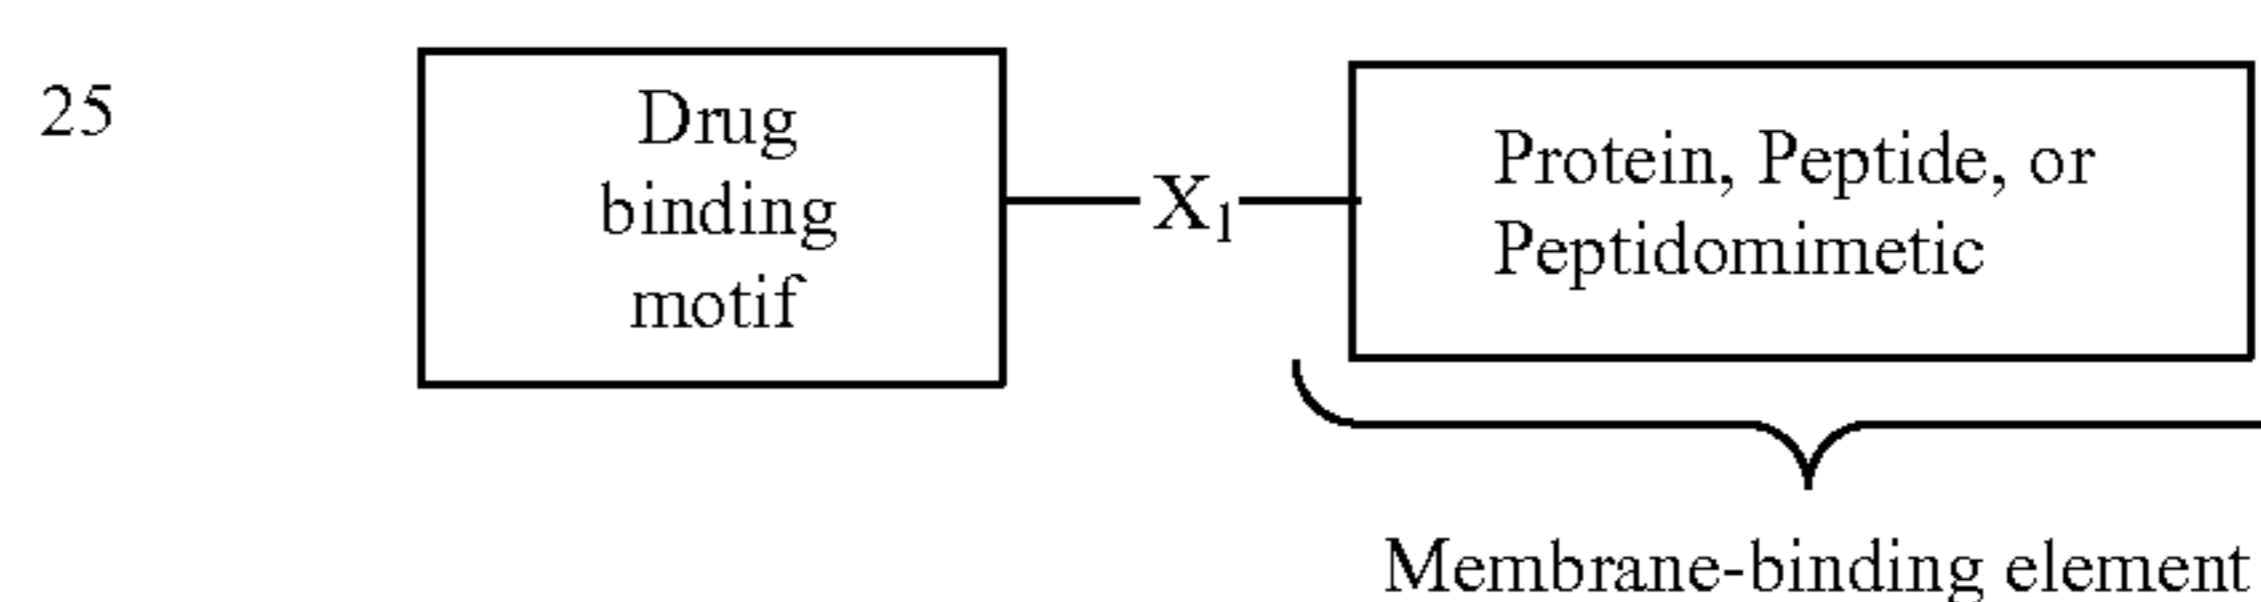 25
Drug
binding
motif
X₁
Protein, Peptide, or
Peptidomimetic
Membrane-binding element